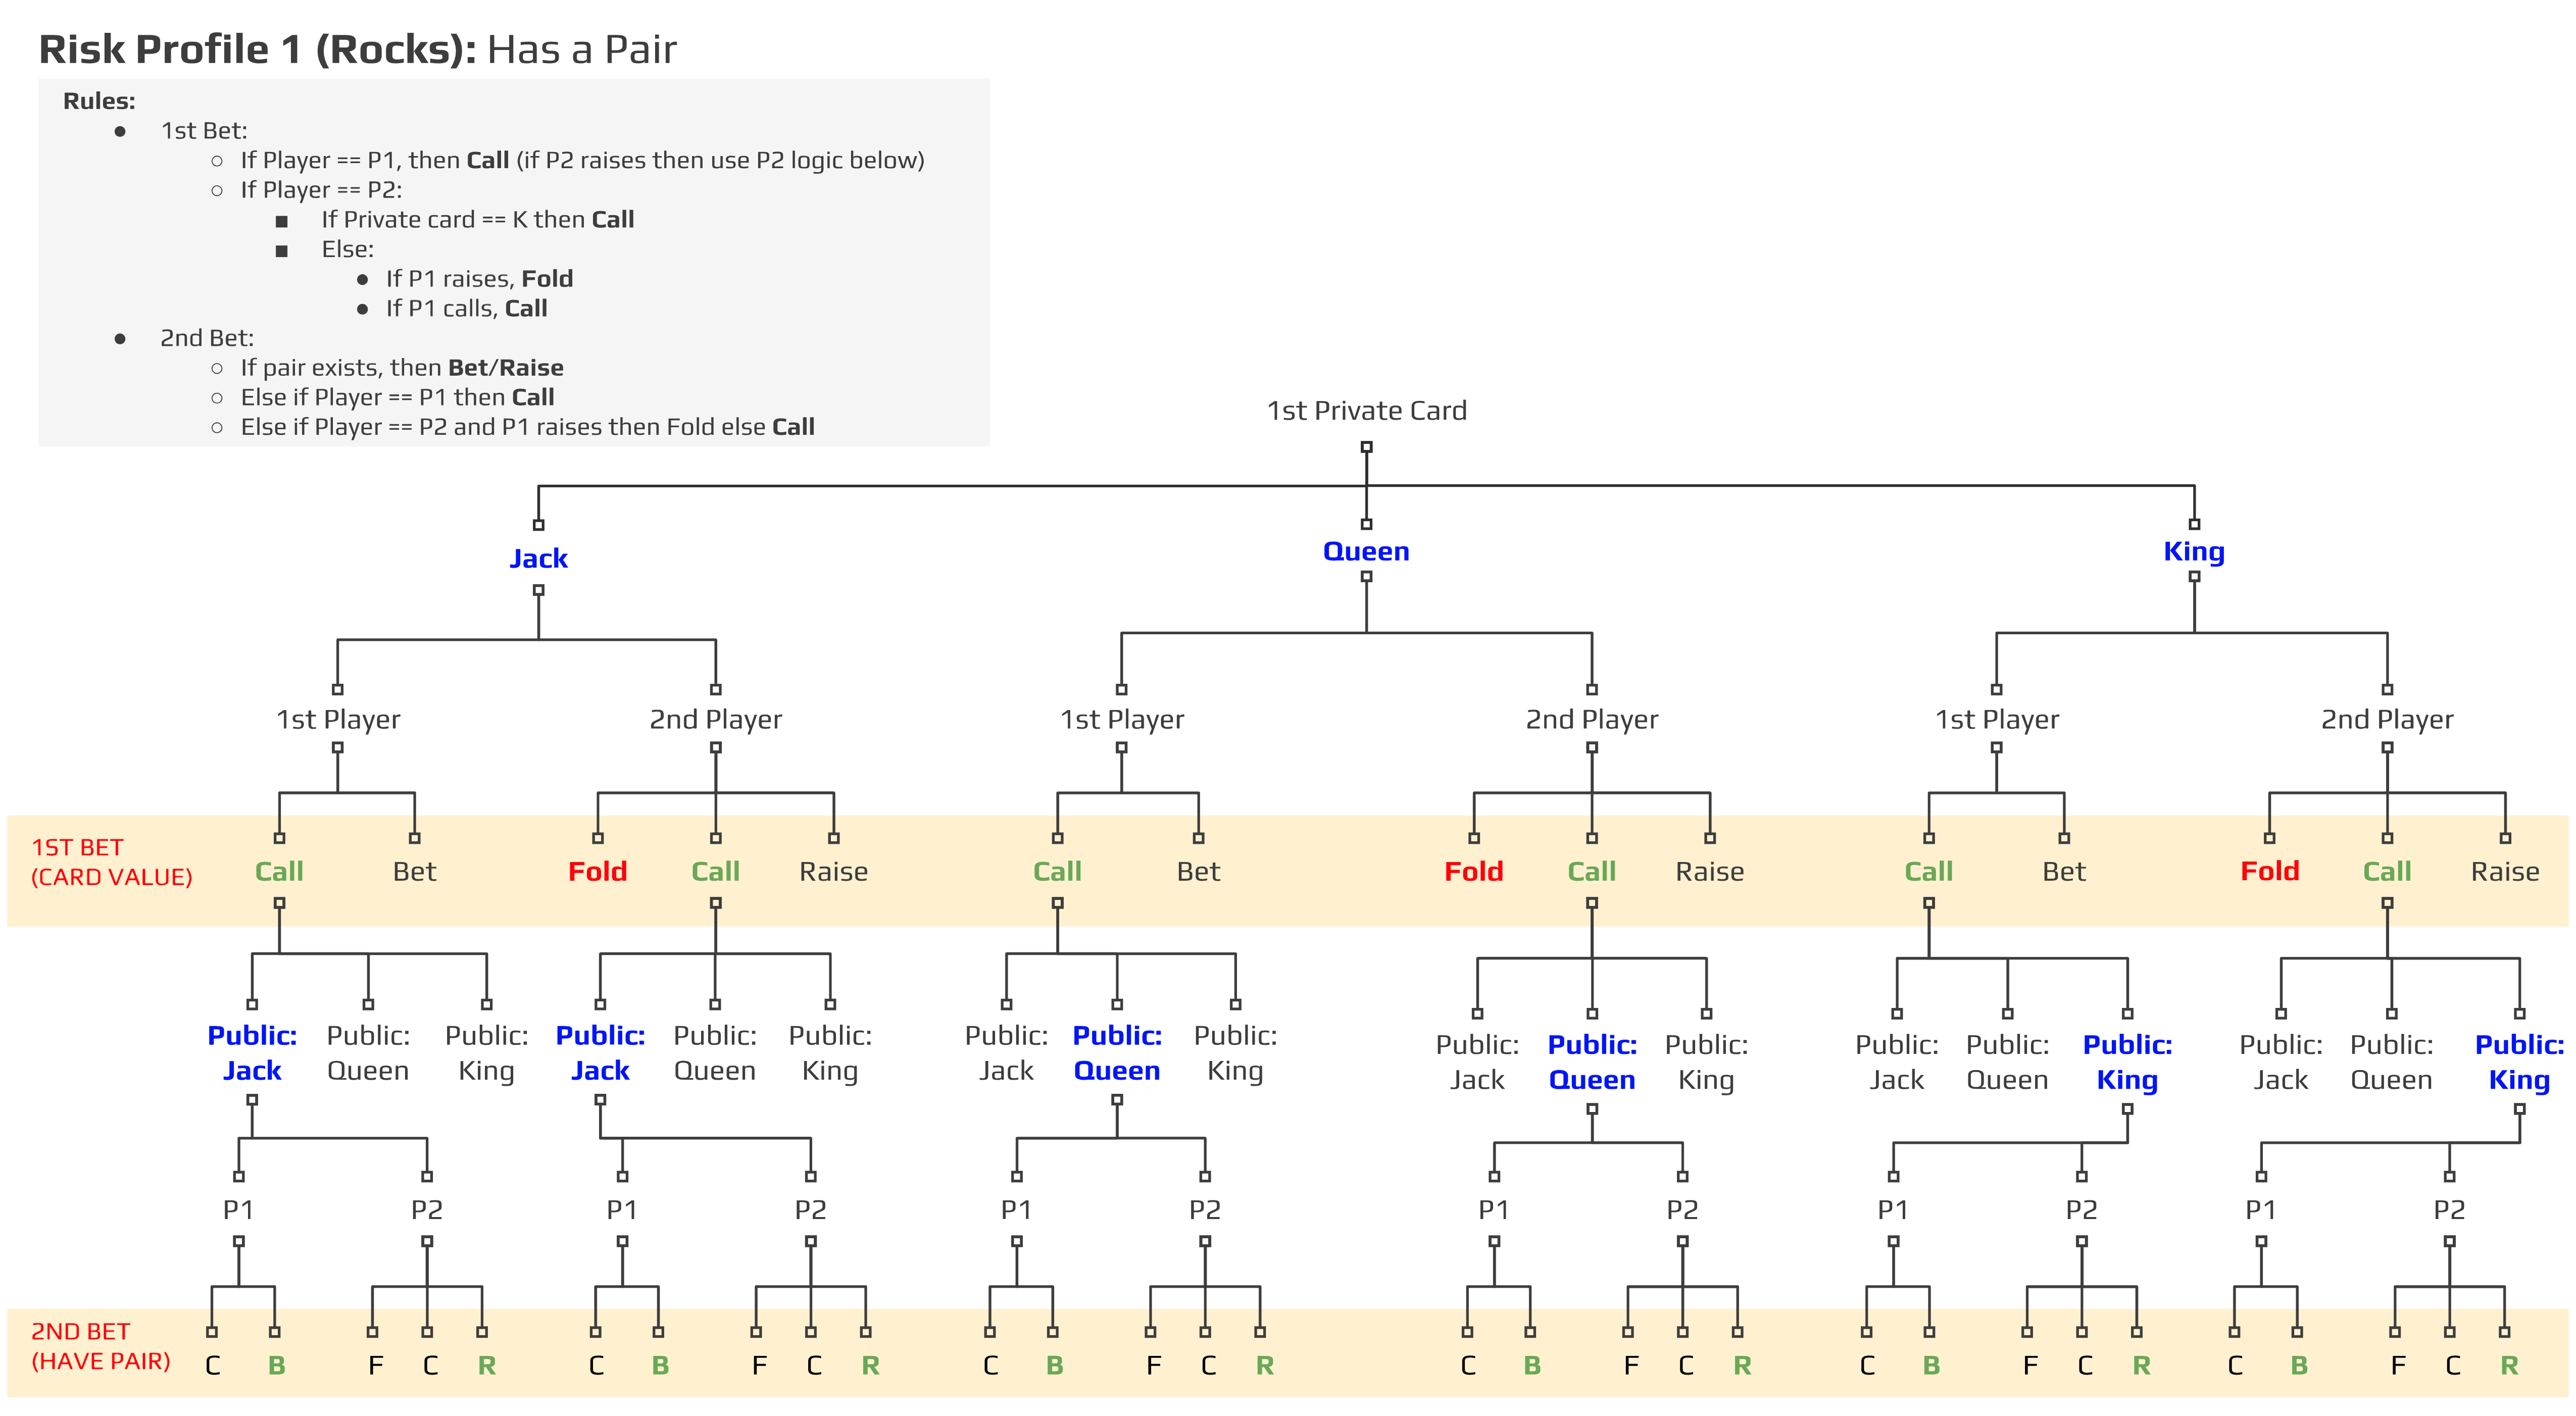 Risk Profile 1 (Rocks): Has a Pair
Rules:
● 1st Bet:
○ If Player == P1, then Call (if P2 raises then use P2 logic below)
○ If Player == P2:
■ If Private card == K then Call
■ Else:
● If P1 raises, Fold
● If P1 calls, Call
● 2nd Bet:
○ If pair exists, then Bet/Raise
○ Else if Player == P1 then Call
○ Else if Player == P2 and P1 raises then Fold else Call
1st Private Card
Jack Queen King
1st Player 2nd Player 1st Player 2nd Player 1st Player 2nd Player
1ST BET
(CARD VALUE)
Call Bet Fold Call Raise Call Bet Fold Call Raise Call Bet Fold Call Raise
Public: Public: Public: Public: Public: Public: Public: Public: Public: Public: Public: Public: Public: Public: Public: Public: Public: Public:
Jack Queen King Jack Queen King Jack Queen King Jack Queen King Jack Queen King Jack Queen King
P1 P2 P1 P2 P1 P2 P1 P2 P1 P2 P1 P2
2ND BET
(HAVE PAIR)
C B F C R C B F C R C B F C R C B F C R C B F C R C B F C R